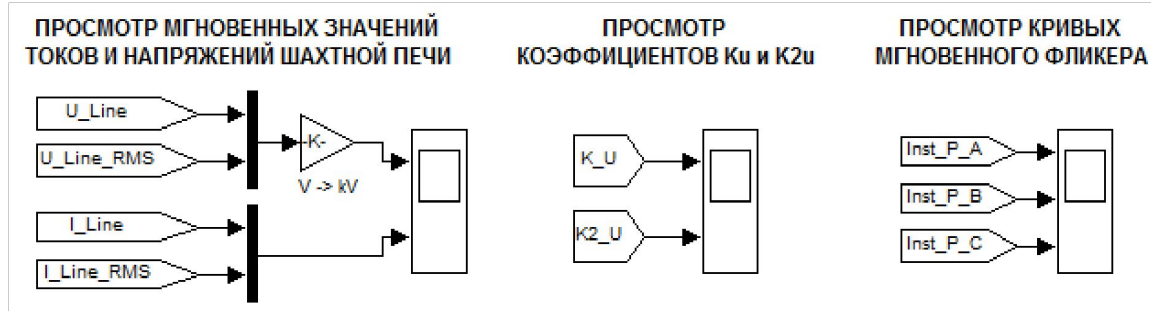 ПРОСМОТР МГНОВЕННЫХ ЗНАЧЕНИЙ
ТОКОВ И НАПРЯЖЕНИЙ ШАХТНОЙ ПЕЧИ
U_Line
U_Line_RMS
-K-
V -> kV
I_Line
I_Line_RMS
ПРОСМОТР
КОЭФФИЦИЕНТОВ Ku и K2u
K_U
K2_U
ПРОСМОТР КРИВЫХ
МГНОВЕННОГО ФЛИКЕРА
Inst_P_A
Inst_P_B
Inst_P_C